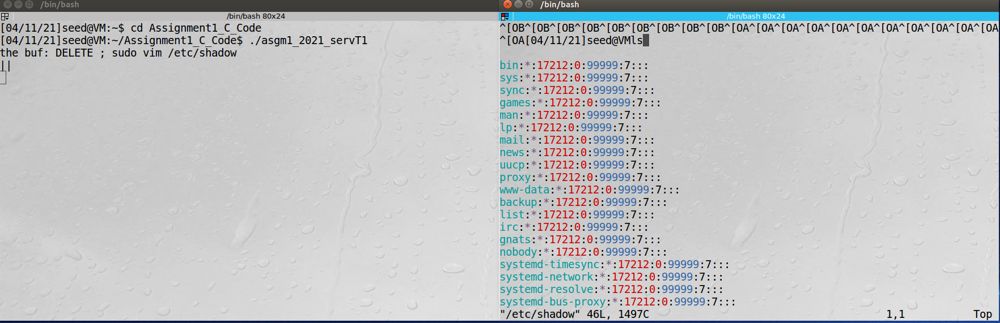 /bin/bash
/bin/bash 80x24
[04/11/21]seed@VM:~$ cd Assignment1_C_Code
[04/11/21]seed@VM:~/Assignment1_C_Code$ ./asgm1_2021_servT1
the buf: DELETE ; sudo vim /etc/shadow
||
/bin/bash
/bin/bash 80x24
^[OB^[OB^[OB^[OB^[OB^[OB^[OB^[OB^[OB^[OA^[OA^[OA^[OA^[OA^[OA^[OA^[OA^[OA^[OA^[OA
^[OA[04/11/21]seed@VMls
bin:*:17212:0:99999:7:::
sys:*:17212:0:99999:7:::
sync:*:17212:0:99999:7:::
games:*:17212:0:99999:7:::
man:*:17212:0:99999:7:::
lp:*:17212:0:99999:7:::
mail:*:17212:0:99999:7:::
news:*:17212:0:99999:7:::
uucp:*:17212:0:99999:7:::
proxy:*:17212:0:99999:7:::
www-data:*:17212:0:99999:7:::
backup:*:17212:0:99999:7:::
list:*:17212:0:99999:7:::
irc:*:17212:0:99999:7:::
gnats:*:17212:0:99999:7:::
nobody:*:17212:0:99999:7:::
systemd-timesync:*:17212:0:99999:7:::
systemd-network:*:17212:0:99999:7:::
systemd-resolve:*:17212:0:99999:7:::
systemd-bus-proxy:*:17212:0:99999:7:::
"/etc/shadow" 46L, 1497C 1,1 Top